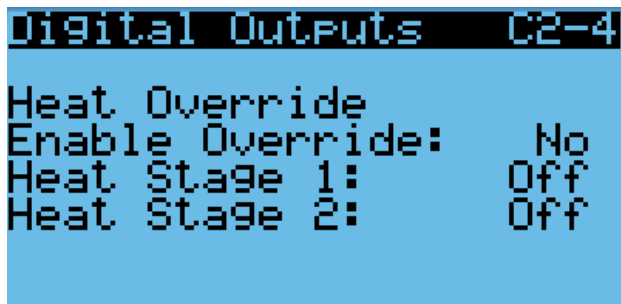 Digital Outputs C2-4
Heat Override
Enable Override: No
Heat Stage 1: Off
Heat Stage 2: Off